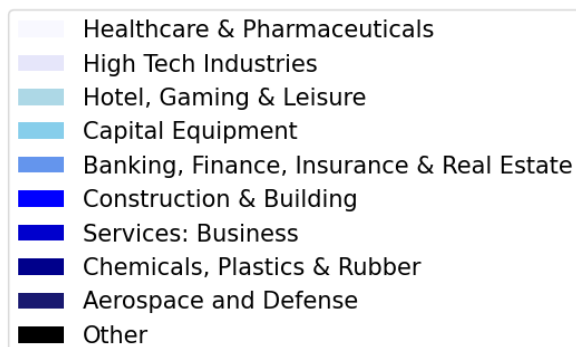 Healthcare & Pharmaceuticals
High Tech Industries
Hotel, Gaming & Leisure
Capital Equipment
Banking, Finance, Insurance & Real Estate
Construction & Building
Services: Business
Chemicals, Plastics & Rubber
Aerospace and Defense
Other